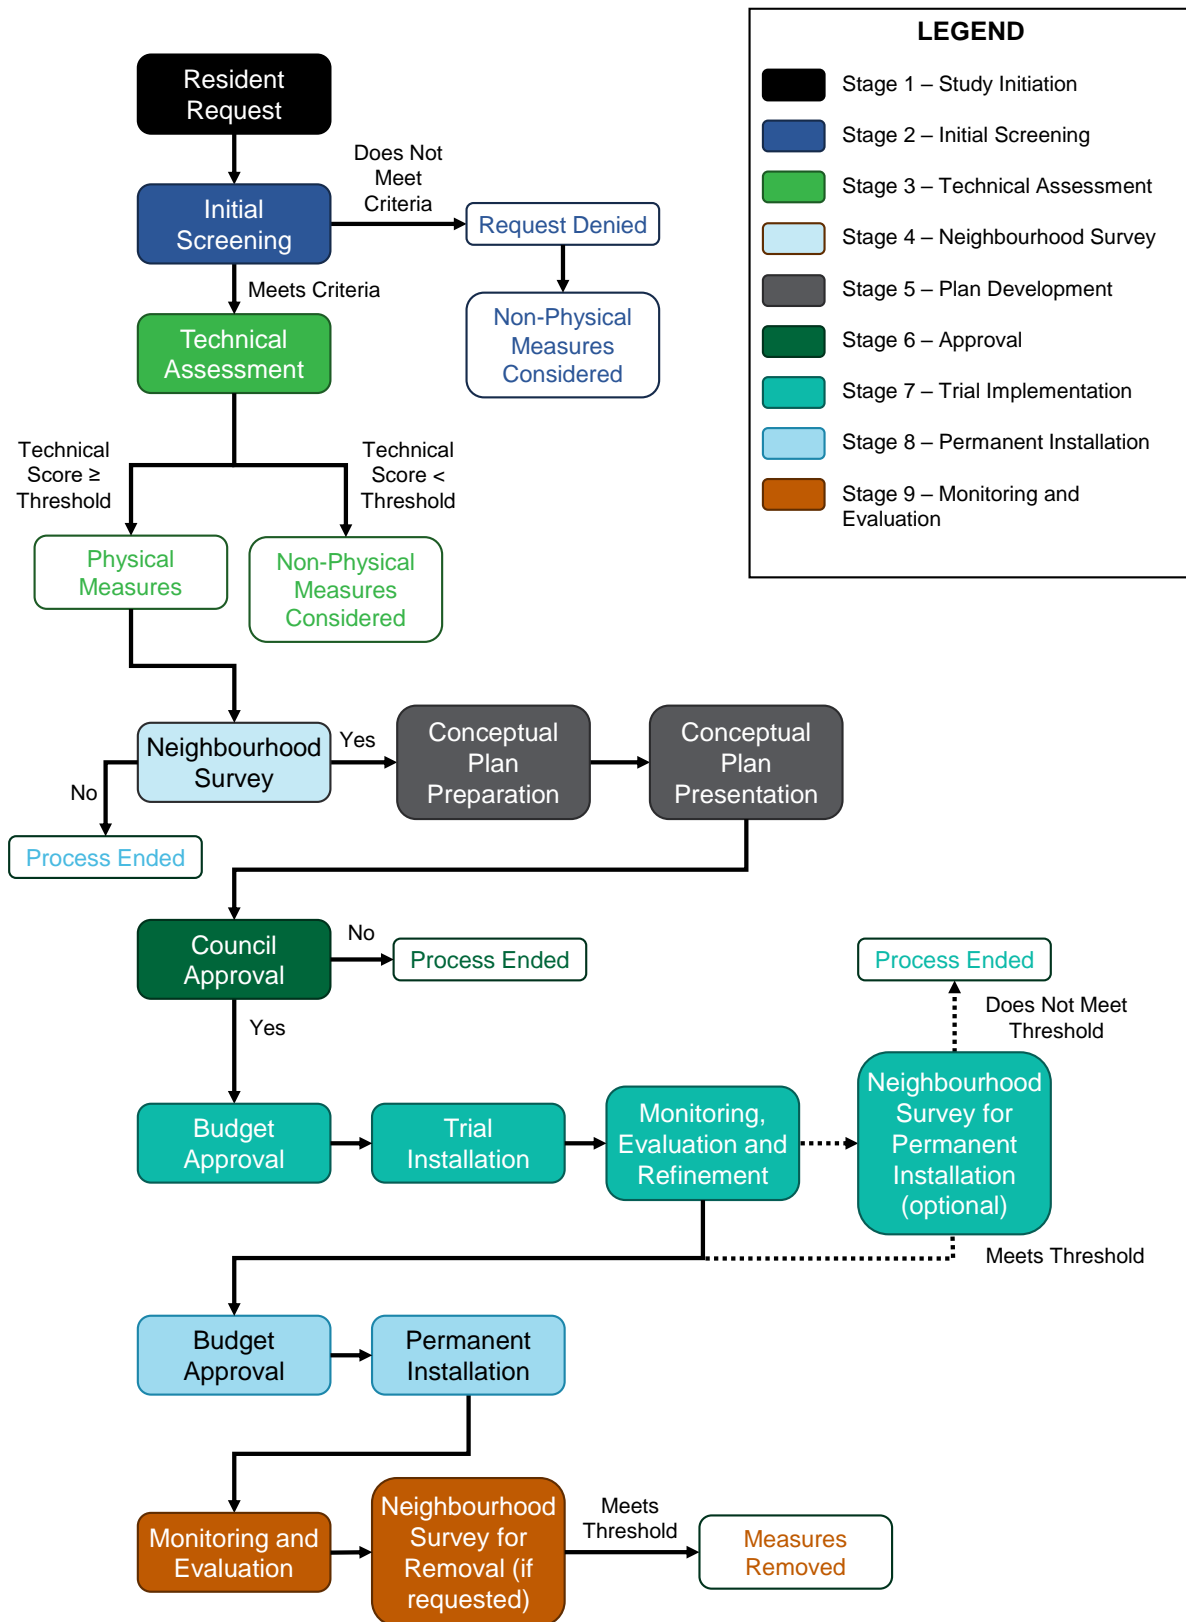 LEGEND
Stage 1 – Study Initiation
Stage 2 – Initial Screening
Stage 3 – Technical Assessment
Stage 4 – Neighbourhood Survey
Stage 5 – Plan Development
Stage 6 – Approval
Stage 7 – Trial Implementation
Stage 8 – Permanent Installation
Stage 9 – Monitoring and
Evaluation
Resident
Request
Does Not
Meet
Criteria
Initial
Screening
Request Denied
Meets Criteria
Non-Physical
Measures
Considered
Technical
Assessment
Technical
Score ≥
Threshold
Technical
Score <
Threshold
Physical
Measures
Non-Physical
Measures
Considered
Neighbourhood
Survey
Yes
Conceptual
Plan
Preparation
Conceptual
Plan
Presentation
No
Process Ended
Council
Approval
No
Process Ended
Yes
Process Ended
Does Not Meet
Threshold
Budget
Approval
Trial
Installation
Monitoring,
Evaluation and
Refinement
Neighbourhood
Survey for
Permanent
Installation
(optional)
Meets Threshold
Budget
Approval
Permanent
Installation
Monitoring and
Evaluation
Neighbourhood
Survey for
Removal (if
requested)
Meets
Threshold
Measures
Removed